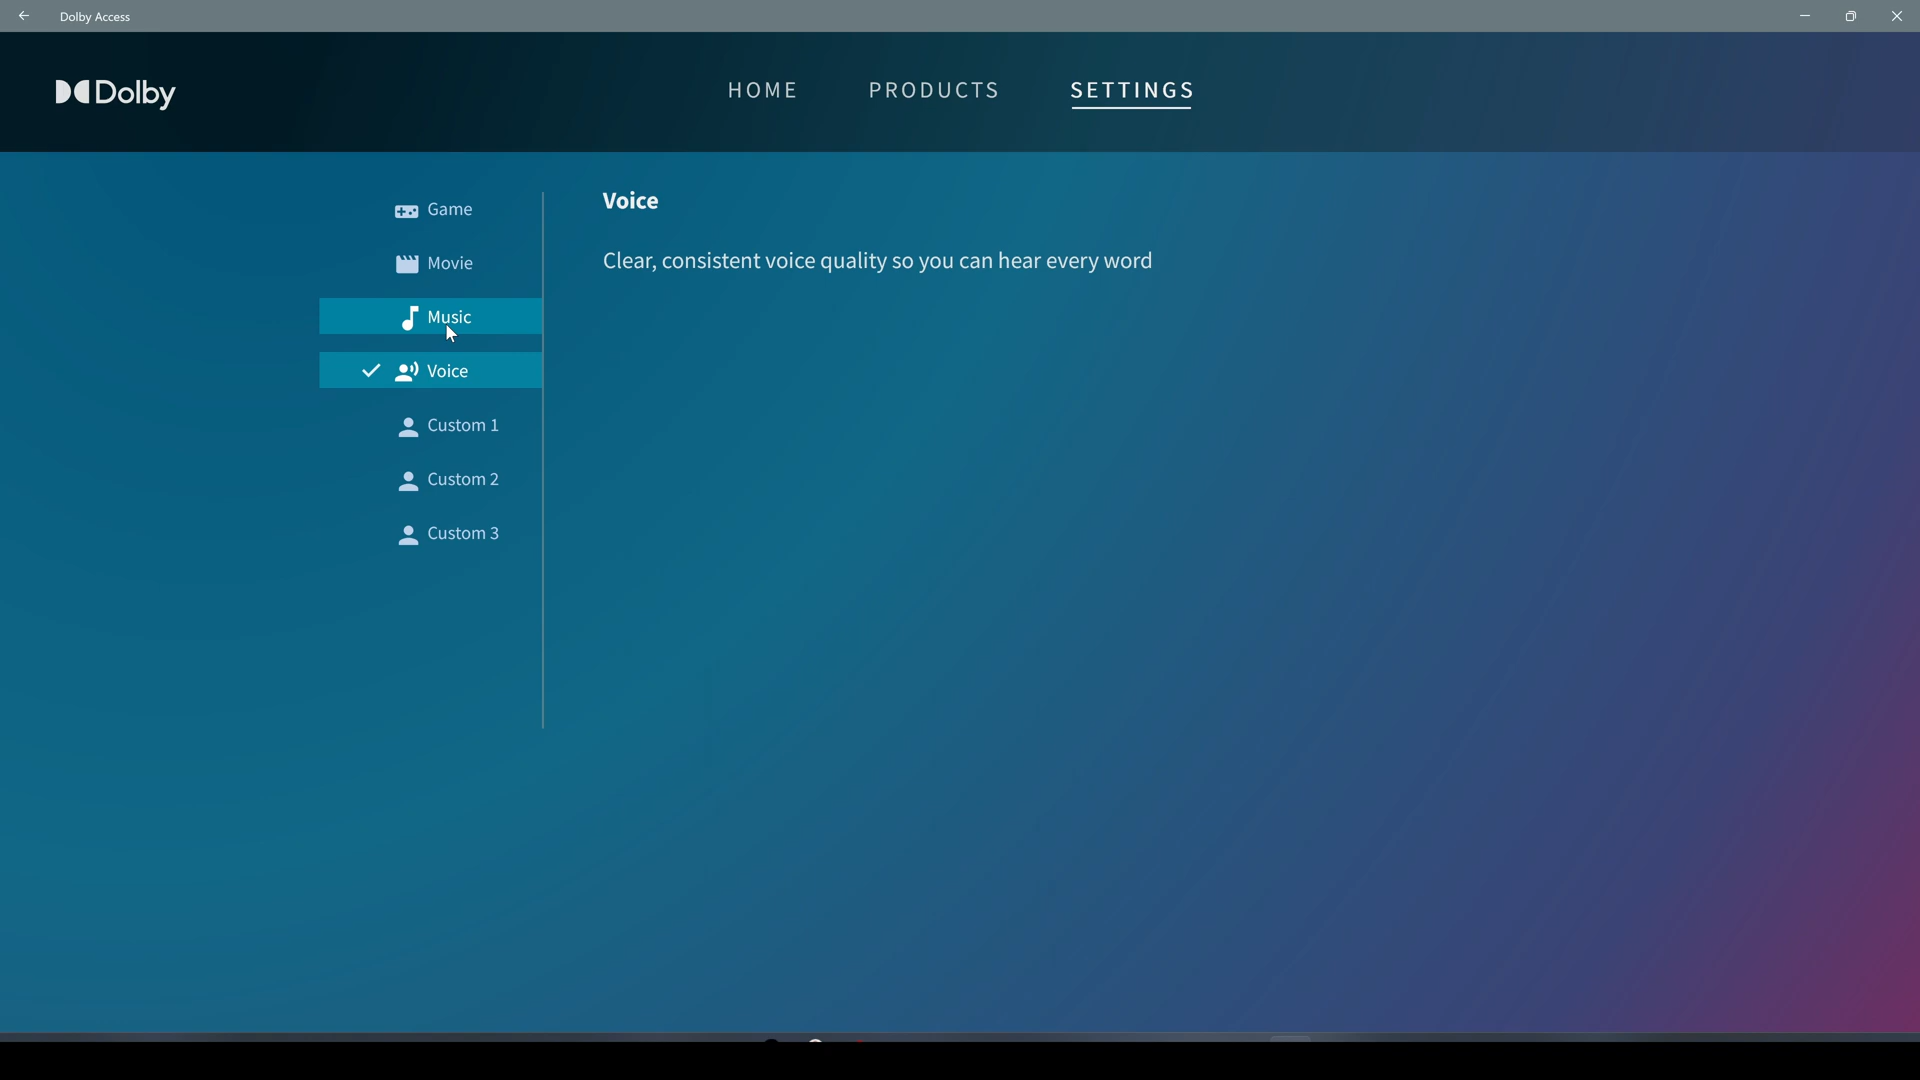 Dolby Access
Dolby
HOME PRODUCTS SETTINGS
Game
Movie
Music
Voice
Custom 1
Custom 2
Custom 3
Voice
Clear, consistent voice quality so you can hear every word